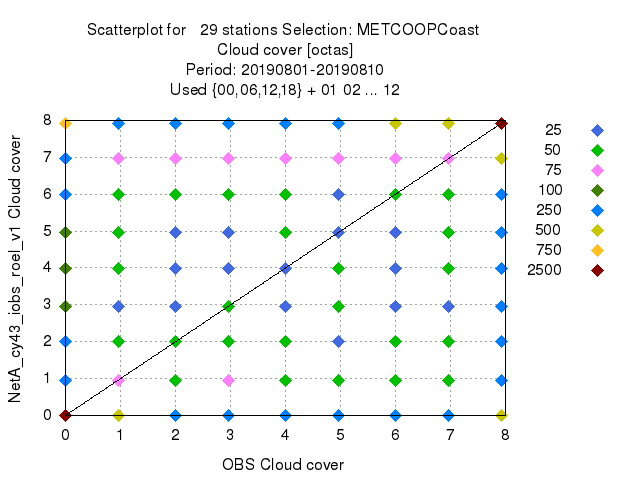 Scatterplot for 29 stations Selection: METCOOPCoast
Cloud cover [octas]
Period: 20190801-20190810
Used {00,06,12,18} + 01 02 ... 12
NetA_cy43_iobs_roel_v1 Cloud cover
8
7
6
5
4
3
2
1
0
0 1 2 3 4 5 6 7 8
OBS Cloud cover
25
50
75
100
250
500
750
2500